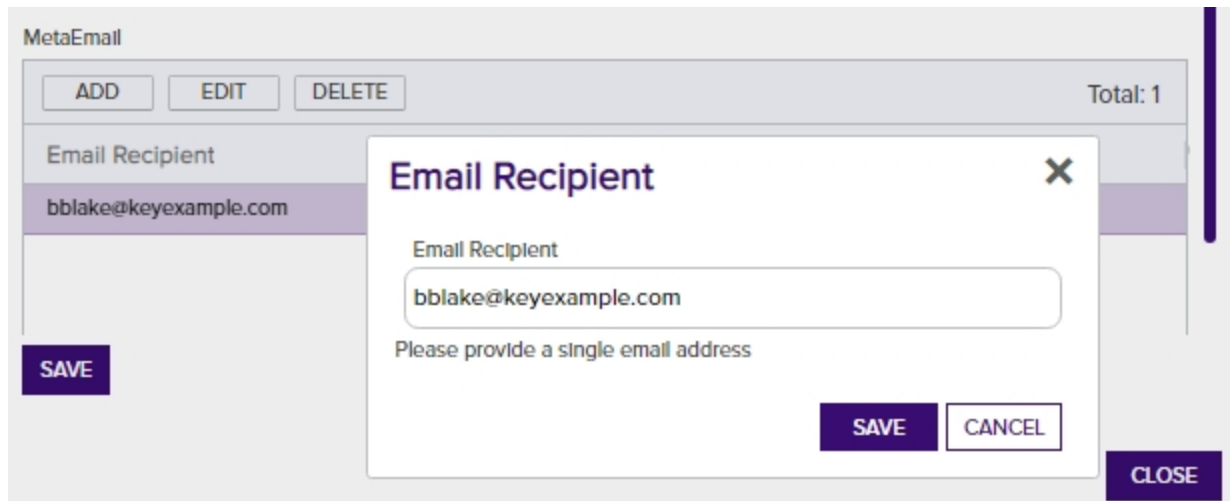 MetaEmail
ADD EDIT DELETE Total: 1
Email Recipient
bblake@keyexample.com
Email Recipient
Email Recipient
bblake@keyexample.com
Please provide a single email address
SAVE CANCEL
SAVE
CLOSE